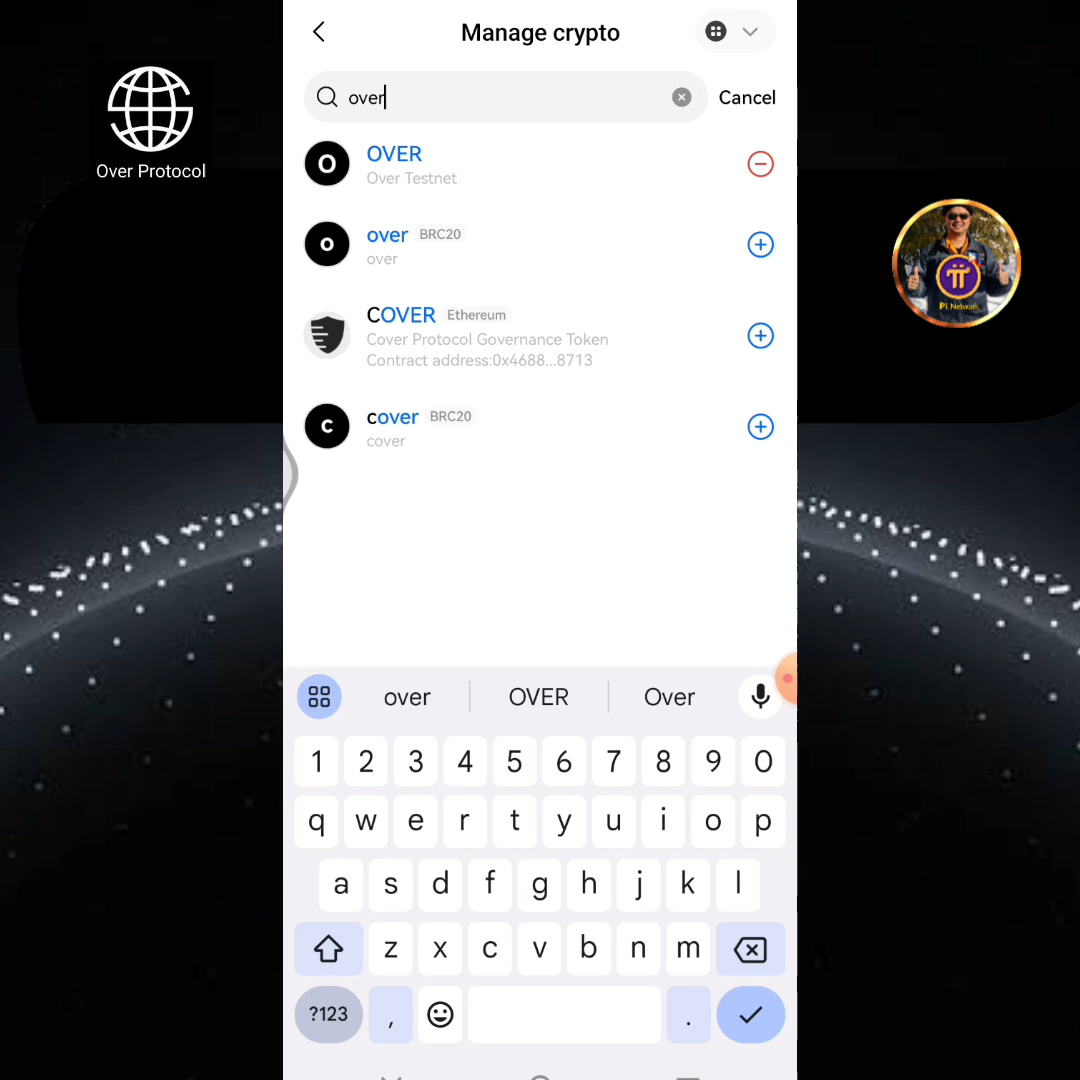 Manage crypto
over
Cancel
Over Protocol
O
OVER
Over Testnet
o
over BRC20
over
COVER Ethereum
Cover Protocol Governance Token
Contract address:0x4688...8713
c
cover BRC20
cover
Pi Network
over OVER Over
1 2 3 4 5 6 7 8 9 0
q w e r t y u i o p
a s d f g h j k l
z x c v b n m
?123 , .